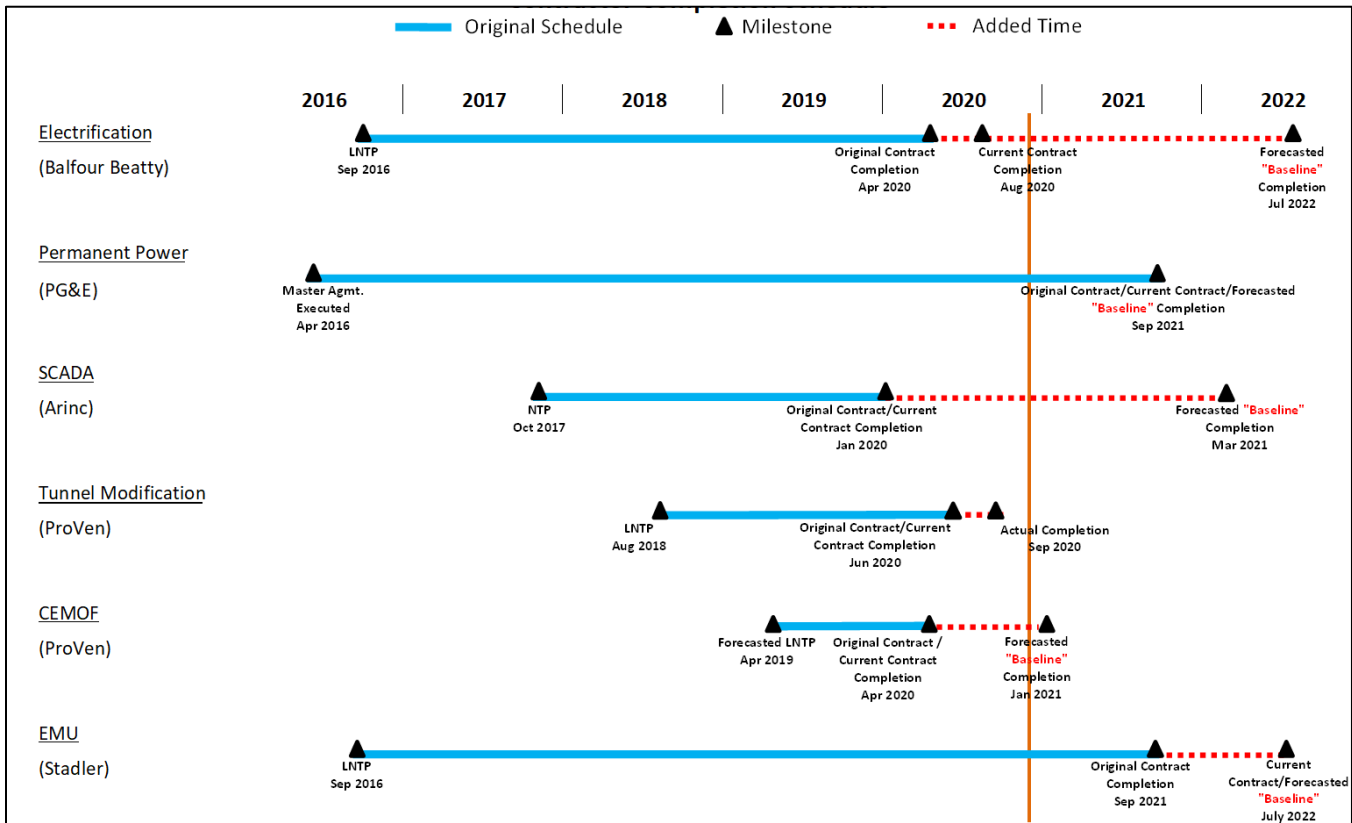 Original Schedule Milestone Added Time
2016 2017 2018 2019 2020 2021 2022
Electrification
(Balfour Beatty)
LNTP
Sep 2016
Original Contract
Completion
Apr 2020
Current Contract
Completion
Aug 2020
Forecasted
"Baseline"
Completion
Jul 2022
Permanent Power
(PG&E)
Master Agmt.
Executed
Apr 2016
Original Contract/Current Contract/Forecasted
"Baseline" Completion
Sep 2021
SCADA
(Arinc)
NTP
Oct 2017
Original Contract/Current
Contract Completion
Jan 2020
Forecasted "Baseline"
Completion
Mar 2021
Tunnel Modification
(ProVen)
LNTP
Aug 2018
Original Contract/Current
Contract Completion
Jun 2020
Actual Completion
Sep 2020
CEMOF
(ProVen)
Forecasted LNTP
Apr 2019
Original Contract /
Current Contract
Completion
Apr 2020
Forecasted
"Baseline"
Completion
Jan 2021
EMU
(Stadler)
LNTP
Sep 2016
Original Contract
Completion
Sep 2021
Current
Contract/Forecasted
"Baseline"
July 2022